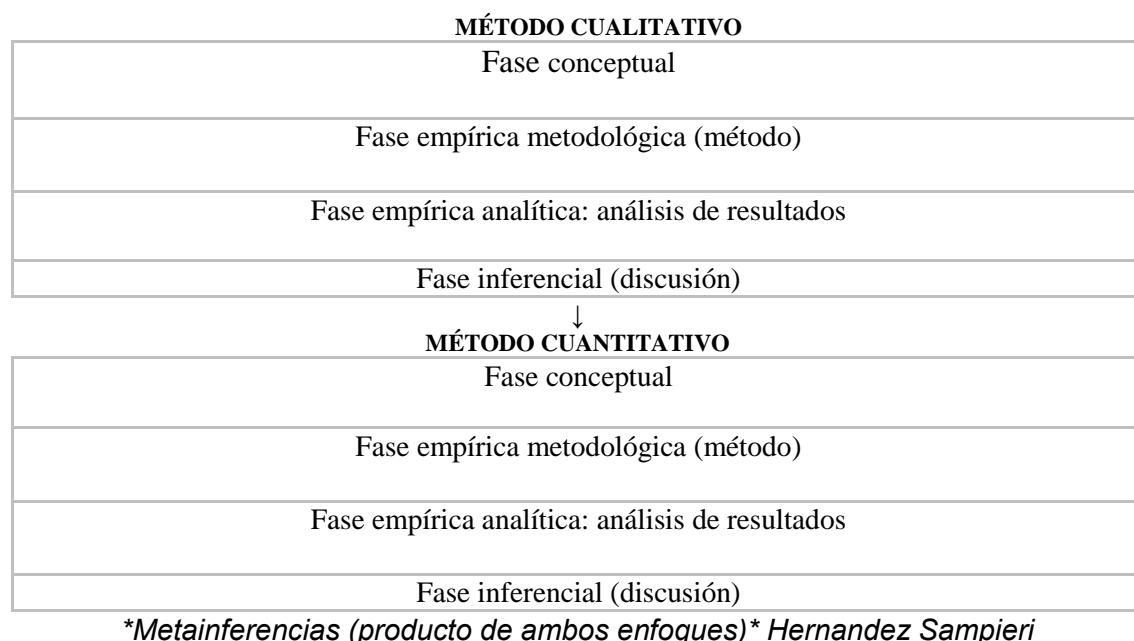 MÉTODO CUALITATIVO
Fase conceptual
Fase empírica metodológica (método)
Fase empírica analítica: análisis de resultados
Fase inferencial (discusión)
↓
MÉTODO CUANTITATIVO
Fase conceptual
Fase empírica metodológica (método)
Fase empírica analítica: análisis de resultados
Fase inferencial (discusión)
*Metainferencias (producto de ambos enfoques)* Hernandez Sampieri